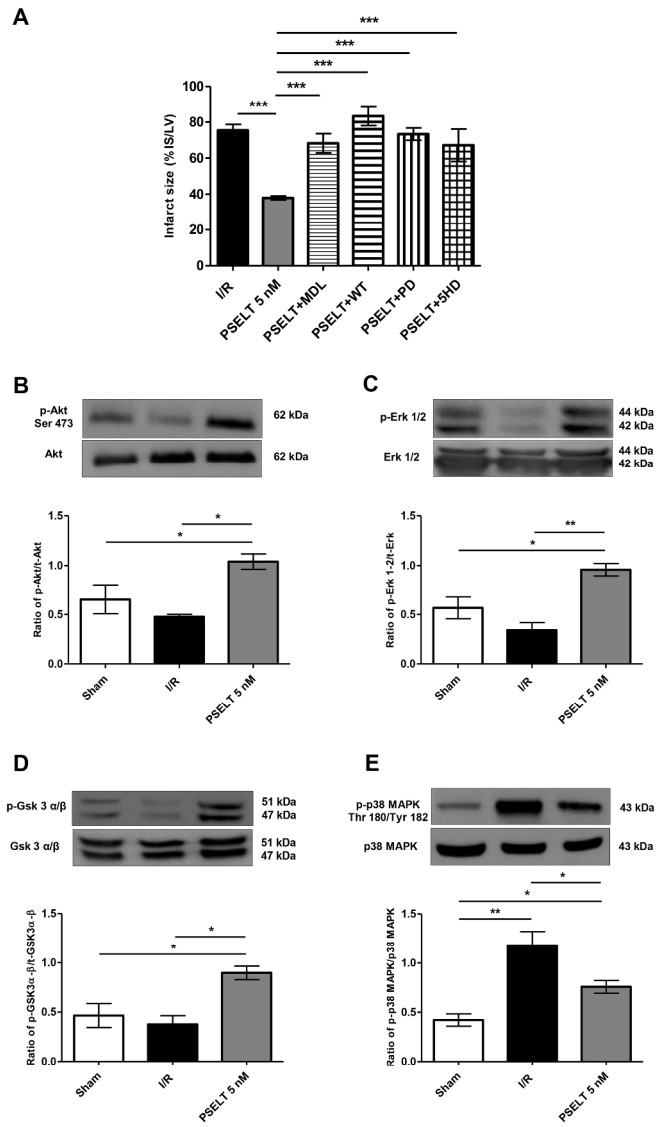 A
***
***
***
***
***
Infarct size (% IS/LV)
100
80
60
40
20
0
I/R
PSELT 5 nM
PSELT+MDL
PSELT+WT
PSELT+PD
PSELT+5HD
B
p-Akt
Ser 473
62 kDa
Akt
62 kDa
Ratio of p-Akt/t-Akt
1.5
1.0
0.5
0.0
*
*
Sham
I/R
PSELT 5 nM
C
p-Erk 1/2
44 kDa
42 kDa
Erk 1/2
44 kDa
42 kDa
Ratio of p-Erk 1-2/t-Erk
1.5
1.0
0.5
0.0
**
*
Sham
I/R
PSELT 5 nM
D
p-Gsk 3 α/β
51 kDa
47 kDa
Gsk 3 α/β
51 kDa
47 kDa
Ratio of p-GSK3α-β/t-GSK3α-β
1.5
1.0
0.5
0.0
*
*
Sham
I/R
PSELT 5 nM
E
p-p38 MAPK
Thr 180/Tyr 182
43 kDa
p38 MAPK
43 kDa
Ratio of p-p38 MAPK/p38 MAPK
1.5
1.0
0.5
0.0
*
*
**
Sham
I/R
PSELT 5 nM